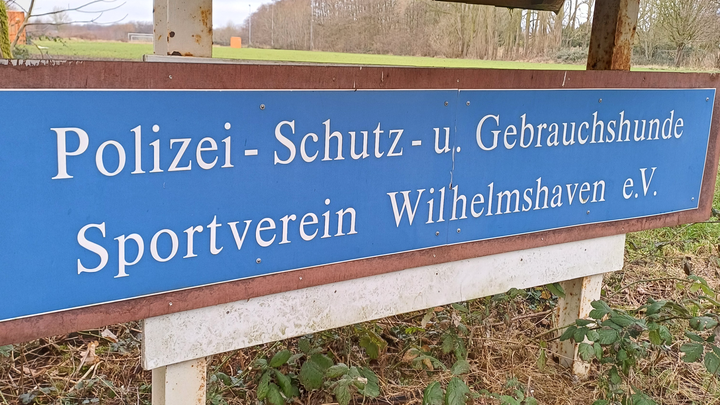 Polizei - Schutz - u. Gebrauchshunde
Sportverein Wilhelmshaven e.V.